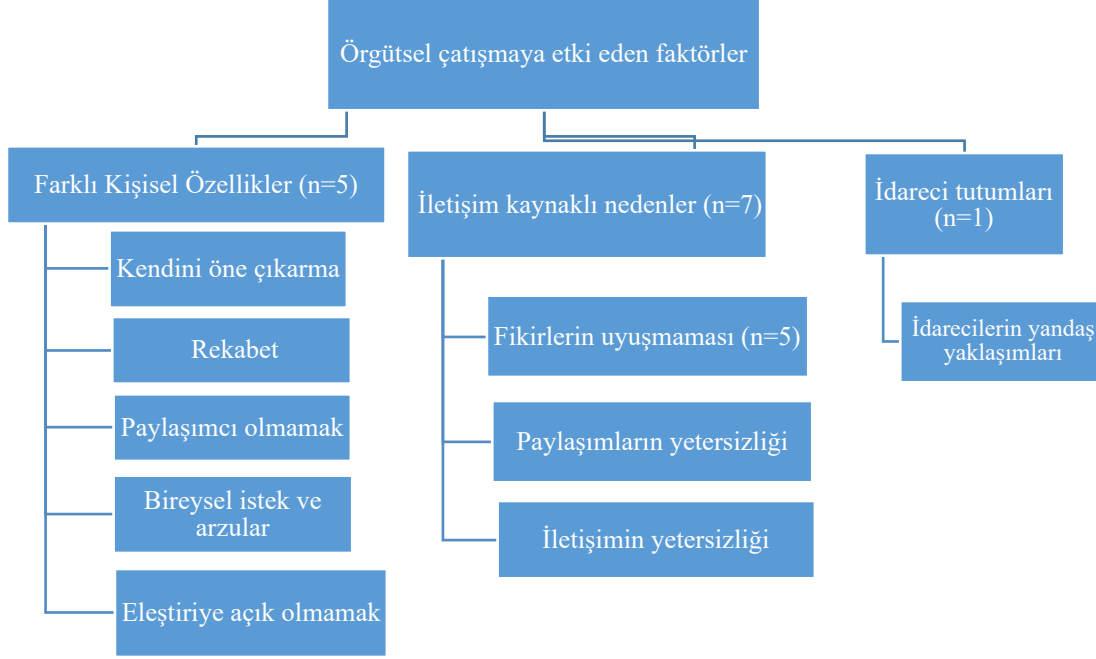 Örgütsel çatışmaya etki eden faktörler
Farklı Kişisel Özellikler (n=5)
Kendini öne çıkarma
Rekabet
Paylaşımcı olmamak
Bireysel istek ve
arzular
Eleştiriye açık olmamak
İletişim kaynaklı nedenler (n=7)
Fikirlerin uyuşmaması (n=5)
Paylaşımların yetersizliği
İletişimin yetersizliği
İdareci tutumları
(n=1)
İdarecilerin yandaş
yaklaşımları